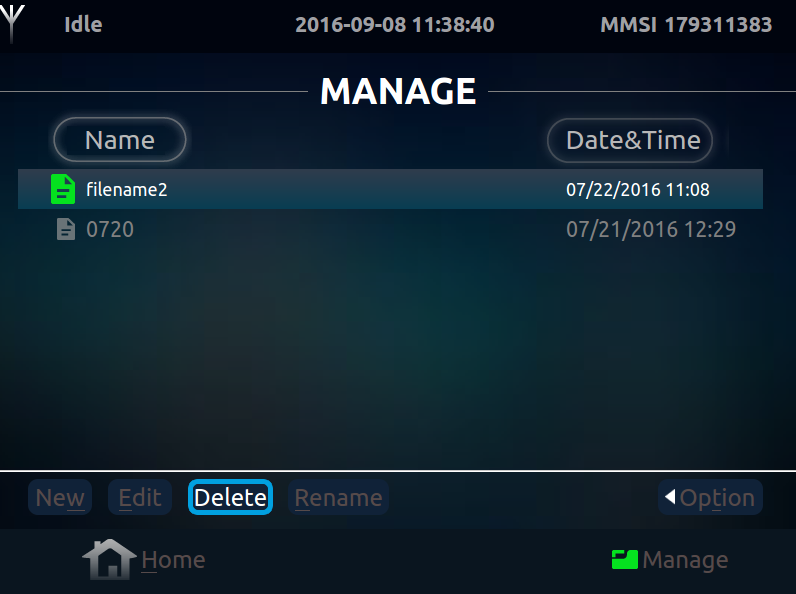 Idle 2016-09-08 11:38:40 MMSI 179311383
MANAGE
Name Date&Time
filename2 07/22/2016 11:08
0720 07/21/2016 12:29
New Edit Delete Rename Option
Home Manage